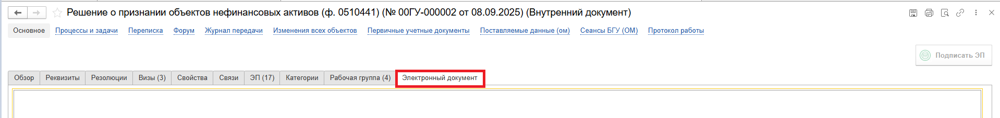 Решение о признании объектов нефинансовых активов (ф. 0510441) (№ 00ГУ-000002 от 08.09.2025) (Внутренний документ)
Основное Процессы и задачи Переписка Форум Журнал передачи Изменения всех объектов Первичные учетные документы Поставляемые данные (ом) Сеансы БГУ (ОМ) Протокол работы
Подписать ЭП
Обзор Реквизиты Резолюции Визы (3) Свойства Связи ЭП (17) Категории Рабочая группа (4) Электронный документ